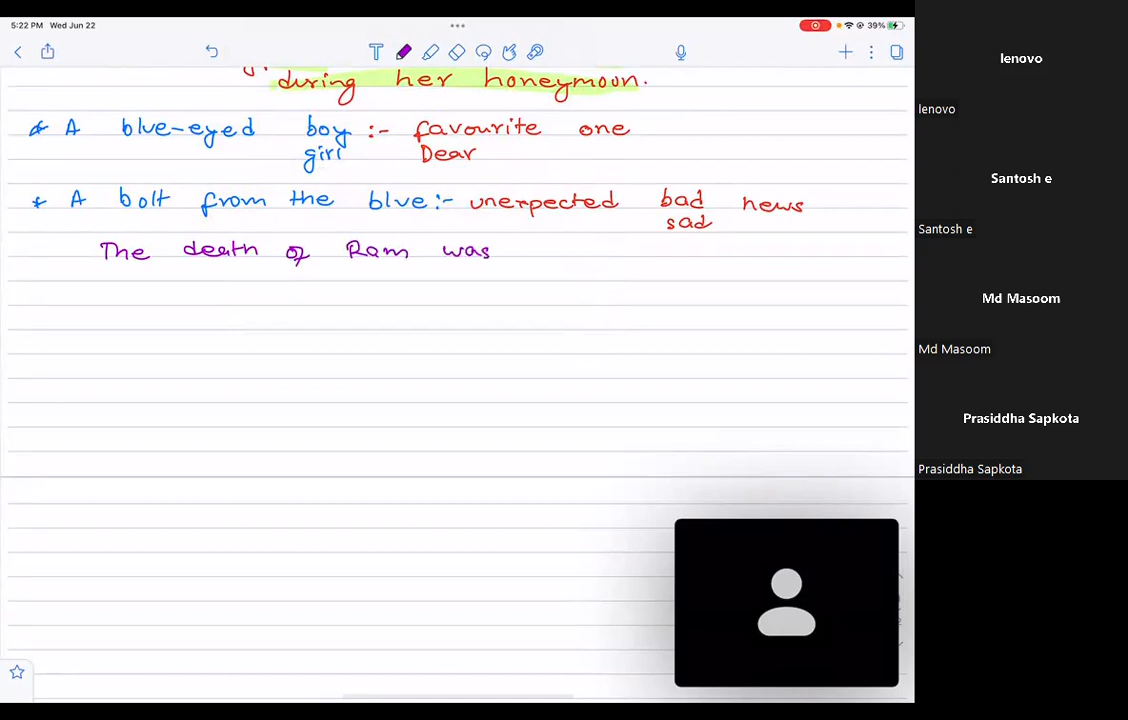 5:22 PM Wed Jun 22
39%
during her honeymoon.
* A blue-eyed boy :- favourite one
girl Dear
* A bolt from the blue:- unexpected bad news
sad
The death of Ram was
lenovo
lenovo
Santosh e
Santosh e
Md Masoom
Md Masoom
Prasiddha Sapkota
Prasiddha Sapkota